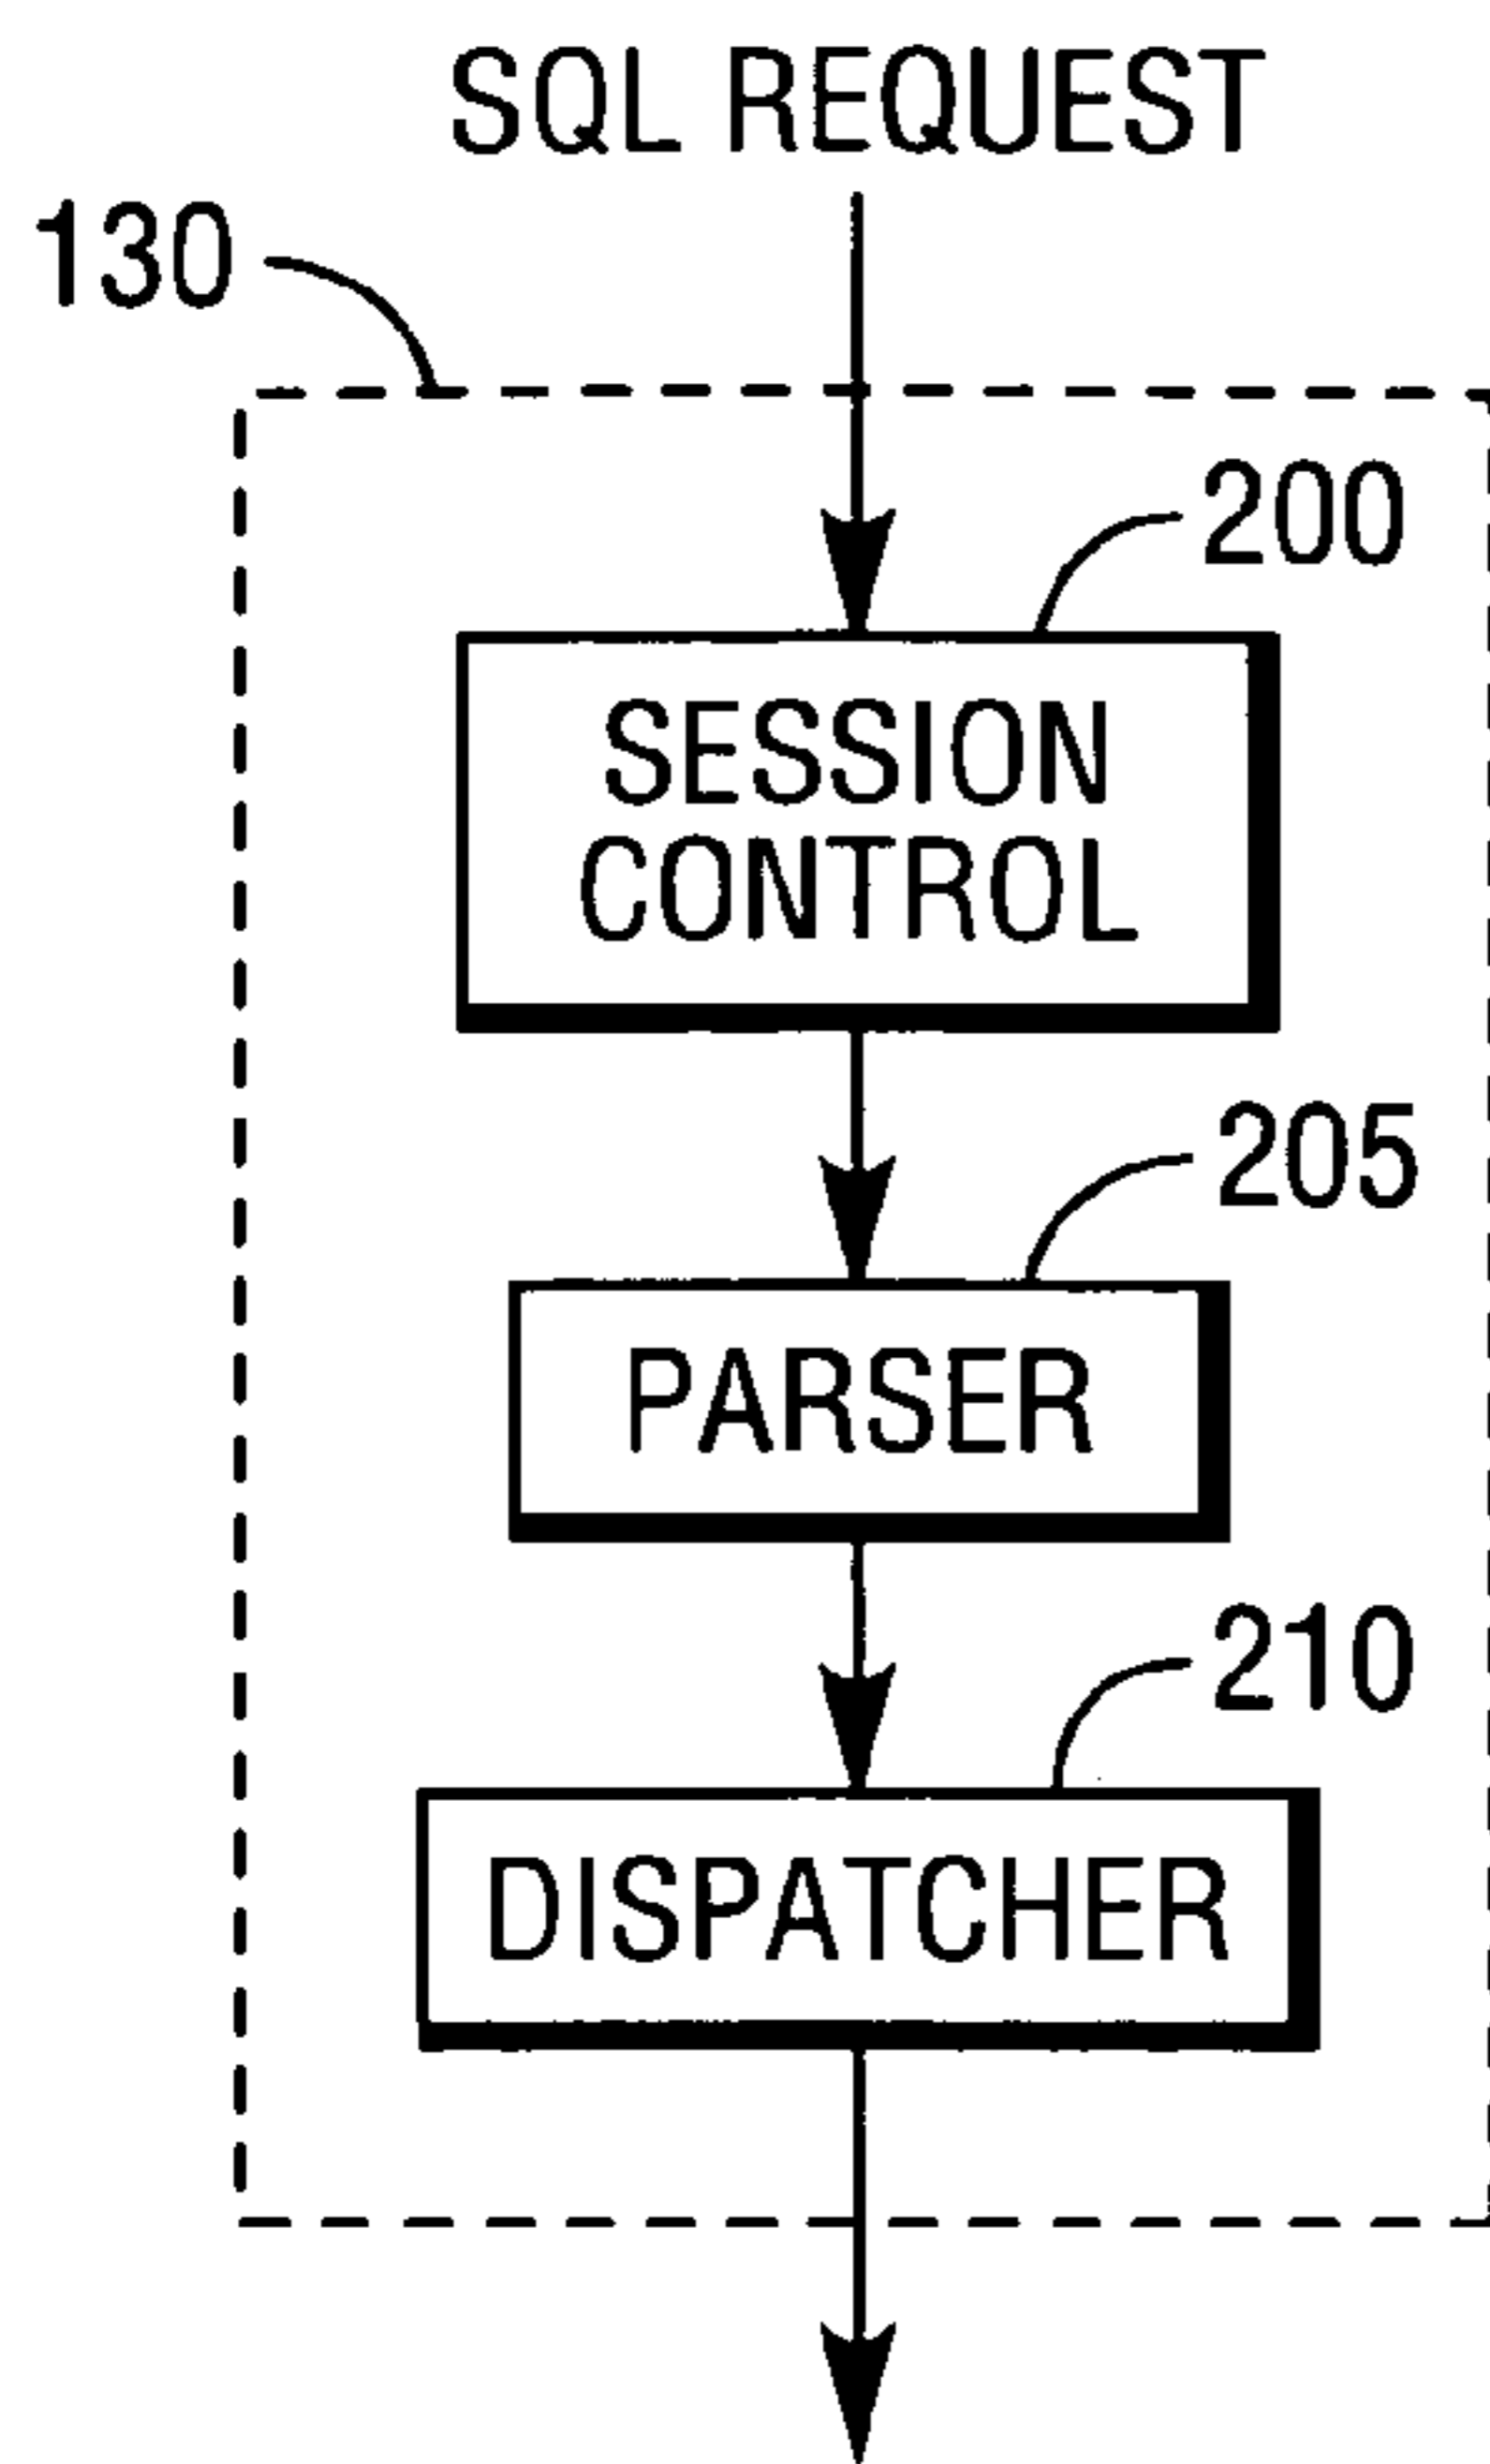 SQL REQUEST
130
200
SESSION
CONTROL
205
PARSER
210
DISPATCHER